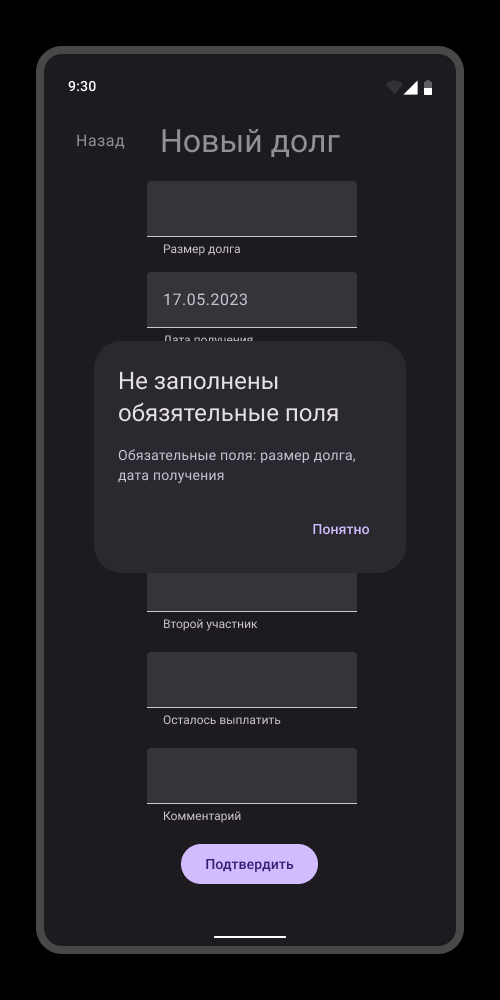 9:30
Назад
Новый долг
Размер долга
17.05.2023
Дата получения
Не заполнены
обязятельные поля
Обязательные поля: размер долга,
дата получения
Понятно
Второй участник
Осталось выплатить
Комментарий
Подтвердить